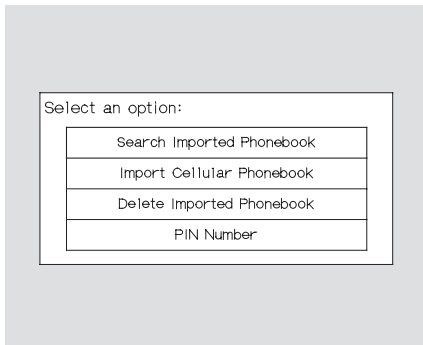 Select an option:
Search Imported Phonebook
Import Cellular Phonebook
Delete Imported Phonebook
PIN Number